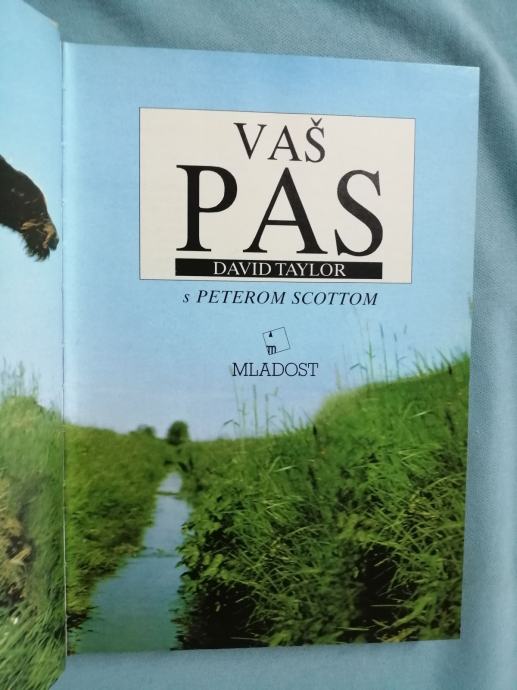 VAŠ
PAS
DAVID TAYLOR
s PETEROM SCOTTOM
MLADOST